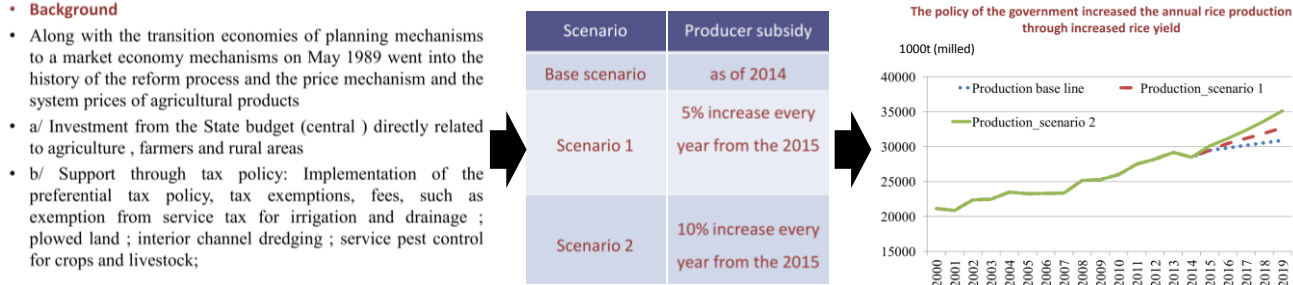 • Background
• Along with the transition economies of planning mechanisms
to a market economy mechanisms on May 1989 went into the
history of the reform process and the price mechanism and the
system prices of agricultural products
• a/ Investment from the State budget (central ) directly related
to agriculture , farmers and rural areas
• b/ Support through tax policy: Implementation of the
preferential tax policy, tax exemptions, fees, such as
exemption from service tax for irrigation and drainage ;
plowed land ; interior channel dredging ; service pest control
for crops and livestock;
Scenario Producer subsidy
Base scenario as of 2014
Scenario 1 5% increase every
year from the 2015
Scenario 2 10% increase every
year from the 2015
The policy of the government increased the annual rice production
through increased rice yield
1000t (milled)
40000
35000
30000
25000
20000
15000
Production base line
Production_scenario 1
Production_scenario 2
2000
2001
2002
2003
2004
2005
2006
2007
2008
2009
2010
2011
2012
2013
2014
2015
2016
2017
2018
2019